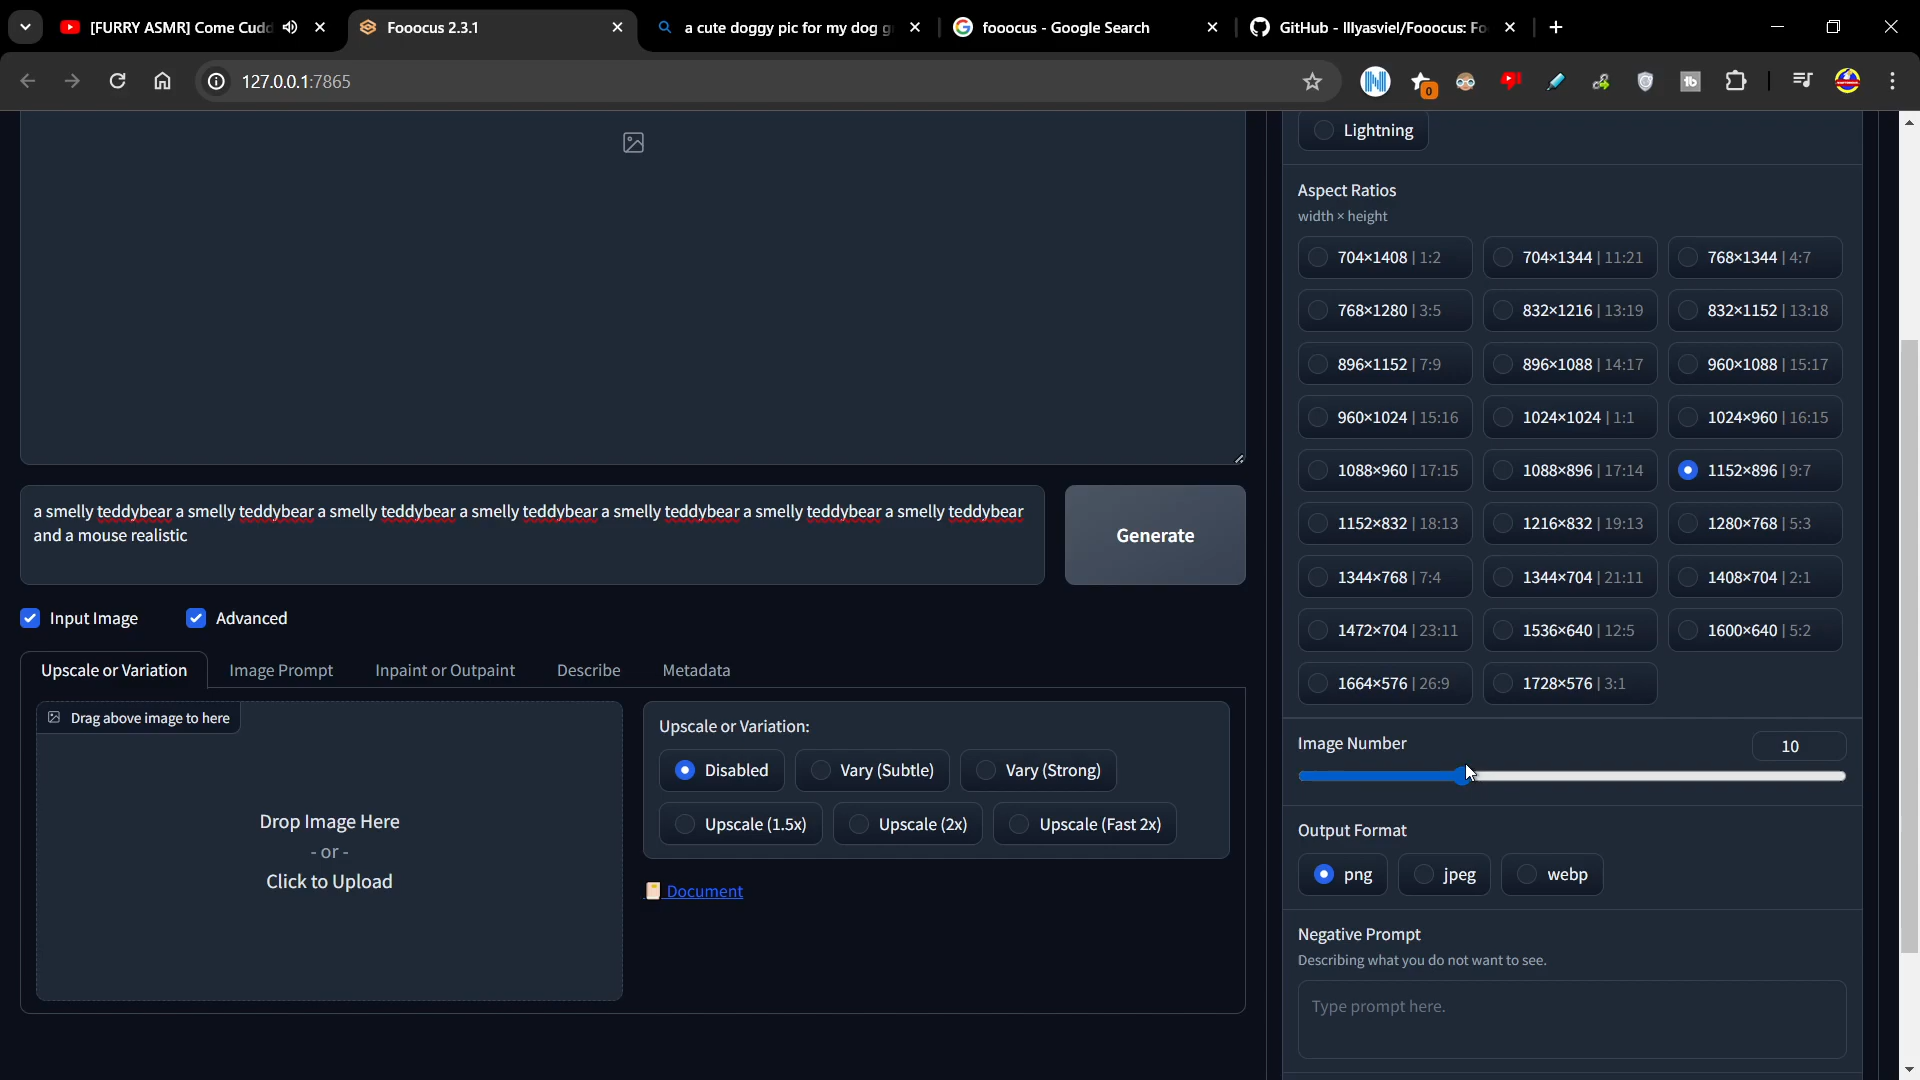 [FURRY ASMR] Come Cudd
Fooocus 2.3.1
a cute doggy pic for my dog g
fooocus - Google Search
GitHub - lllyasviel/Fooocus: Fo
127.0.0.1:7865
0
Lightning
Aspect Ratios
width × height
704×1408 | 1:2
704×1344 | 11:21
768×1344 | 4:7
768×1280 | 3:5
832×1216 | 13:19
832×1152 | 13:18
896×1152 | 7:9
896×1088 | 14:17
960×1088 | 15:17
960×1024 | 15:16
1024×1024 | 1:1
1024×960 | 16:15
1088×960 | 17:15
1088×896 | 17:14
1152×896 | 9:7
1152×832 | 18:13
1216×832 | 19:13
1280×768 | 5:3
1344×768 | 7:4
1344×704 | 21:11
1408×704 | 2:1
1472×704 | 23:11
1536×640 | 12:5
1600×640 | 5:2
1664×576 | 26:9
1728×576 | 3:1
a smelly teddybear a smelly teddybear a smelly teddybear a smelly teddybear a smelly teddybear a smelly teddybear a smelly teddybear
and a mouse realistic
Generate
Input Image
Advanced
Upscale or Variation
Image Prompt
Inpaint or Outpaint
Describe
Metadata
Drag above image to here
Drop Image Here
- or -
Click to Upload
Upscale or Variation:
Disabled
Vary (Subtle)
Vary (Strong)
Upscale (1.5x)
Upscale (2x)
Upscale (Fast 2x)
Document
Image Number
10
Output Format
png
jpeg
webp
Negative Prompt
Describing what you do not want to see.
Type prompt here.